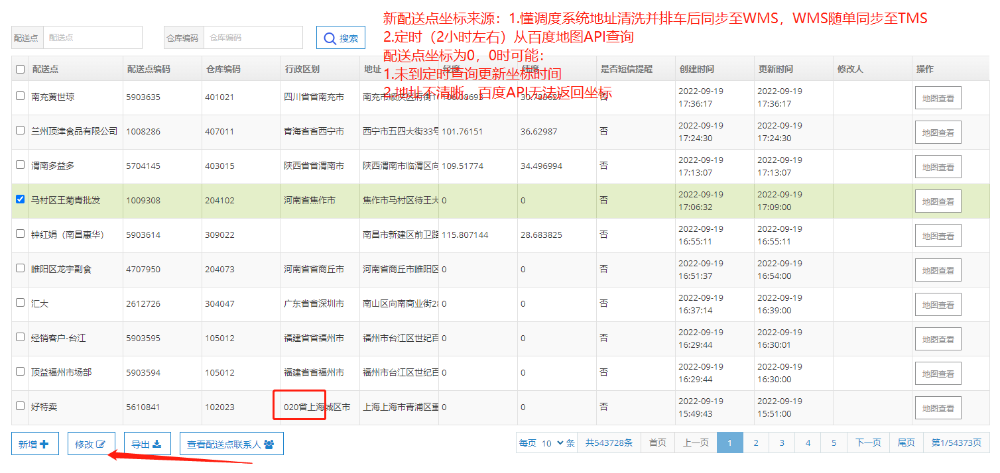 新配送点坐标来源：1.懂调度系统地址清洗并排车后同步至WMS，WMS随单同步至TMS
2.定时（2小时左右）从百度地图API查询
配送点坐标为0，0时可能：
1.未到定时查询更新坐标时间
2.地址不清晰，百度API无法返回坐标
配送点 配送点 仓库编码 仓库编码 搜索
配送点 配送点编码 仓库编码 行政区划 地址 经度 纬度 是否短信提醒 创建时间 更新时间 修改人 操作
南充黄世琼 5903635 401021 四川省省南充市 南充市顺庆区府街1 106.08693 30.783627 否 2022-09-19 17:36:17 2022-09-19 17:36:17 地图查看
兰州顶津食品有限公司 1008286 407011 青海省省西宁市 西宁市五四大街33号 101.76151 36.62987 否 2022-09-19 17:24:30 2022-09-19 17:24:30 地图查看
渭南多益多 5704145 403015 陕西省省渭南市 陕西渭南市临渭区向 109.51774 34.496994 否 2022-09-19 17:13:07 2022-09-19 17:13:07 地图查看
马村区王菊青批发 1009308 204102 河南省焦作市 焦作市马村区待王大 0 0 否 2022-09-19 17:06:32 2022-09-19 17:09:00 地图查看
钟红娟（南昌惠华） 5903614 309022 南昌市新建区前卫路 115.807144 28.683825 否 2022-09-19 16:55:11 2022-09-19 16:55:11 地图查看
睢阳区龙宇副食 4707950 204073 河南省省商丘市 河南省商丘市睢阳区 0 0 否 2022-09-19 16:51:37 2022-09-19 16:54:00 地图查看
汇大 2612726 304047 广东省省深圳市 南山区向南商业街28 0 0 否 2022-09-19 16:37:14 2022-09-19 16:39:00 地图查看
经销客户-台江 5903595 105012 福建省省福州市 福州市台江区世纪百 0 0 否 2022-09-19 16:29:44 2022-09-19 16:30:01 地图查看
顶益福州市场部 5903594 105012 福建省省福州市 福州市台江区世纪百 0 0 否 2022-09-19 16:29:44 2022-09-19 16:30:00 地图查看
好特卖 5610841 102023 020省上海城区市 上海上海市青浦区重 0 0 否 2022-09-19 15:49:43 2022-09-19 15:51:00 地图查看
新增 修改 导出 查看配送点联系人 每页 10 条 共543728条 首页 上一页 1 2 3 4 5 下一页 尾页 第1/54373页